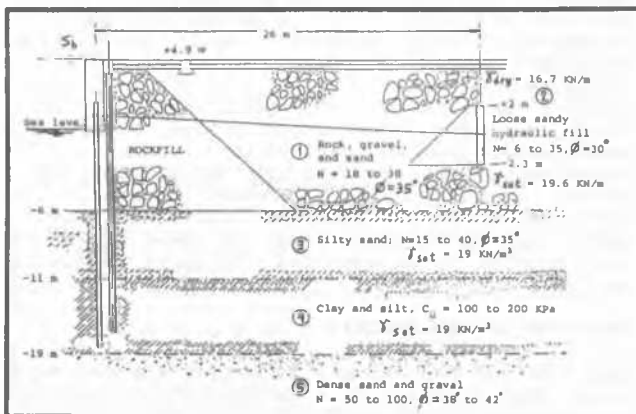 26 m
Sb
+4.9 m
γdry = 16.7 KN/m
②
+2 m
Sea level
Loose sandy
hydraulic fill
N= 6 to 35, Ø=30°
① Rock, gravel,
and sand
N = 18 to 38
Ø=35°
ROCKFILL
-2.3 m
γsat = 19.6 KN/m
-6 m
③ Silty sand; N=15 to 40, Ø=35°
γsat = 19 KN/m³
-11 m
④ Clay and silt, Cu = 100 to 200 KPa
γsat = 19 KN/m³
-19 m
⑤ Dense sand and graval
N = 50 to 100, Ø=38° to 42°